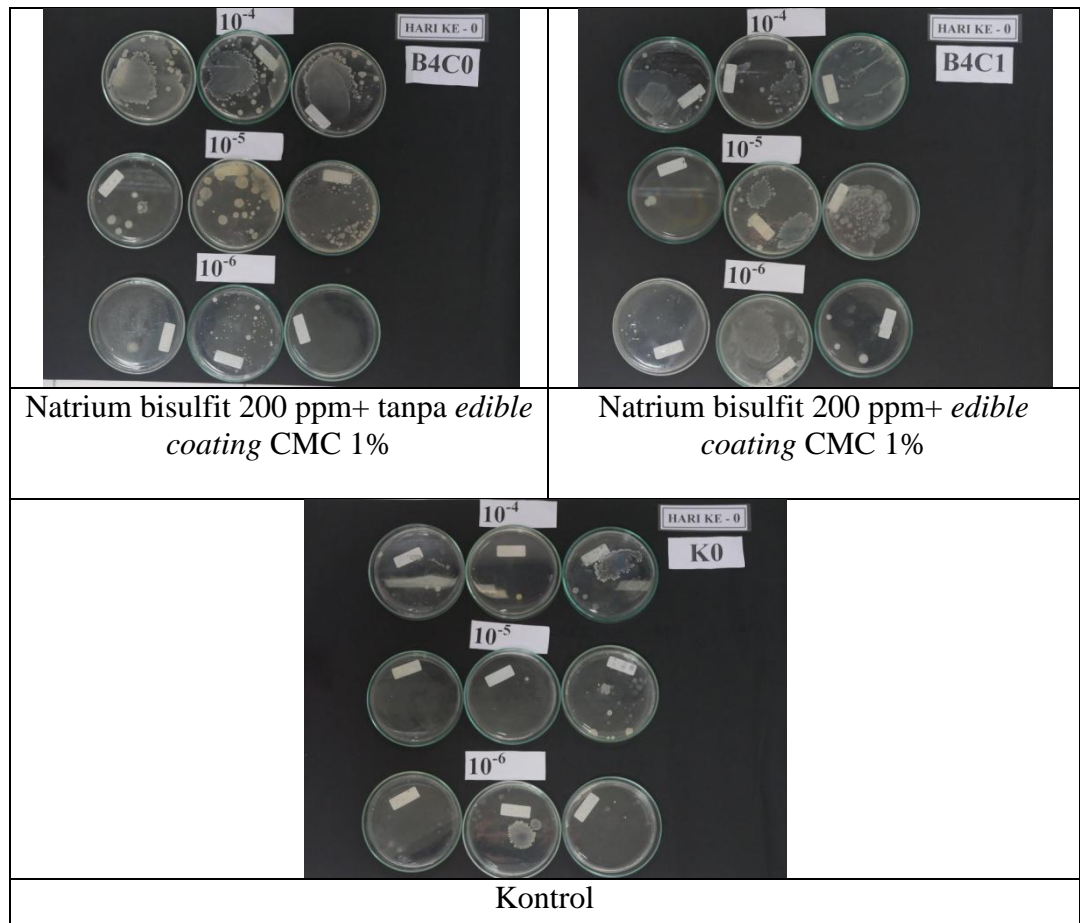 10-4
HARI KE - 0
B4C0
10-5
10-6
10-4
HARI KE - 0
B4C1
10-5
10-6
Natrium bisulfit 200 ppm+ tanpa edible
coating CMC 1%
Natrium bisulfit 200 ppm+ edible
coating CMC 1%
10-4
HARI KE - 0
K0
10-5
10-6
Kontrol